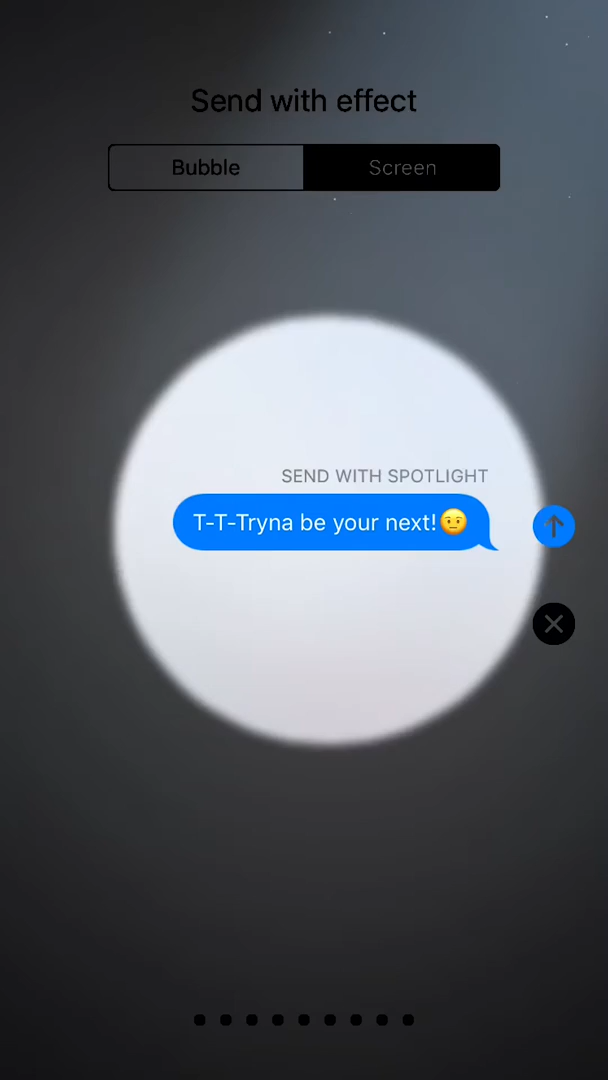 Send with effect
Bubble Screen
SEND WITH SPOTLIGHT
T-T-Tryna be your next!🫡